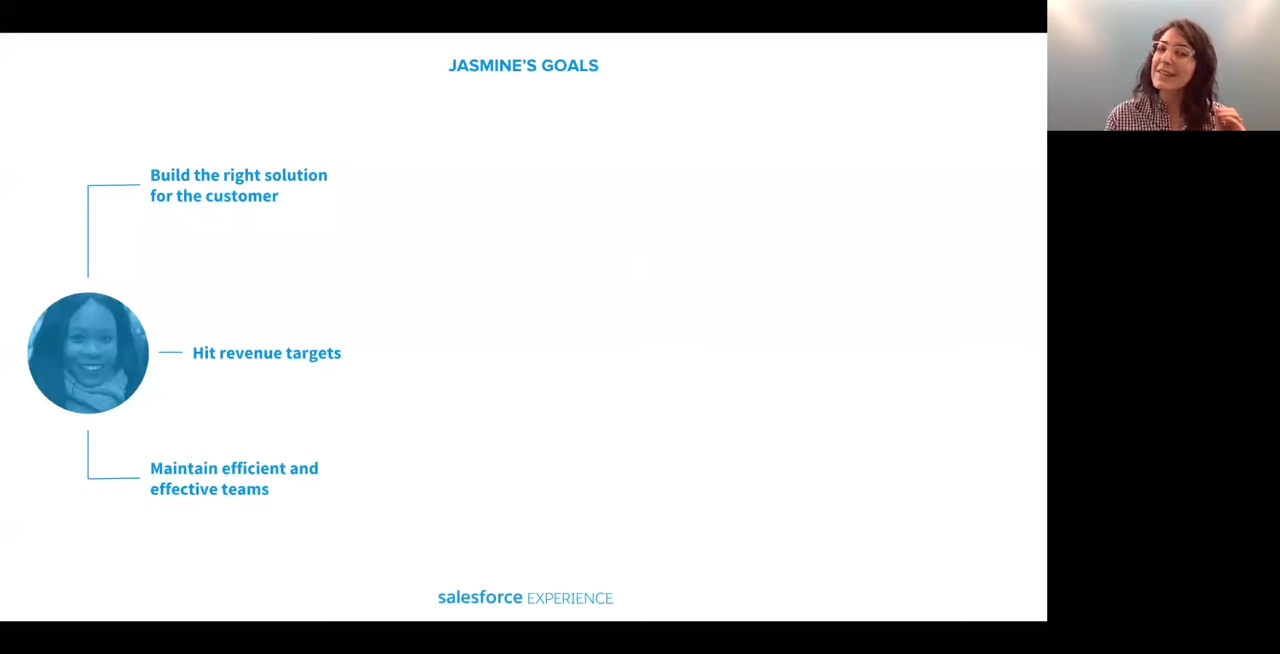 JASMINE'S GOALS
Build the right solution
for the customer
Hit revenue targets
Maintain efficient and
effective teams
salesforce EXPERIENCE